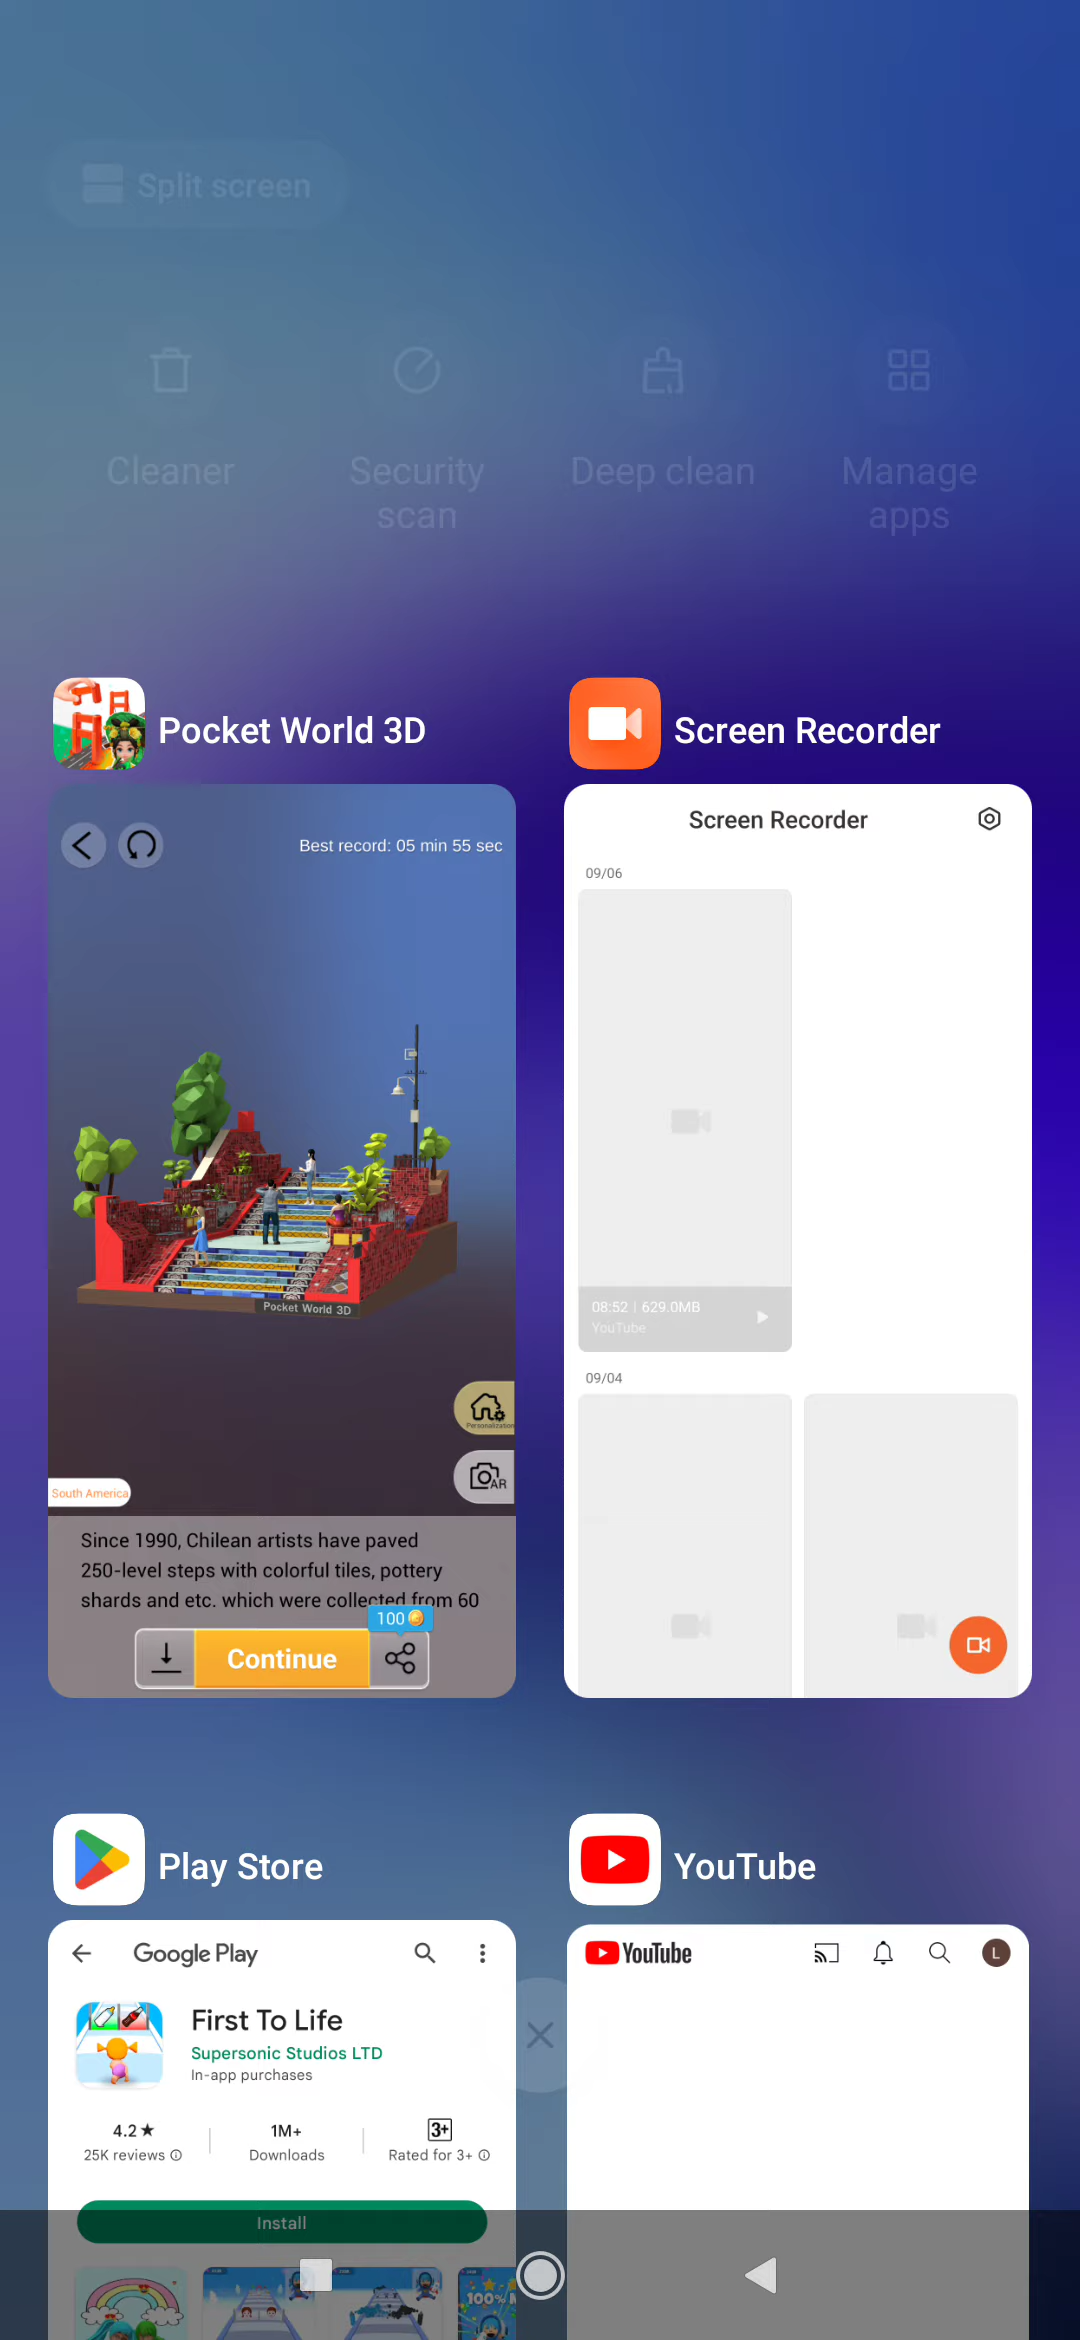 Split screen
Cleaner
Security
scan
Deep clean
Manage
apps
Pocket World 3D
Screen Recorder
Best record: 05 min 55 sec
Pocket World 3D
Personalization
AR
South America
Since 1990, Chilean artists have paved
250-level steps with colorful tiles, pottery
shards and etc. which were collected from 60
100
Continue
Screen Recorder
09/06
08:52 | 629.0MB
YouTube
09/04
Play Store
YouTube
Google Play
First To Life
Supersonic Studios LTD
In-app purchases
4.2★
25K reviews
1M+
Downloads
3+
Rated for 3+
Install
100%
YouTube
L